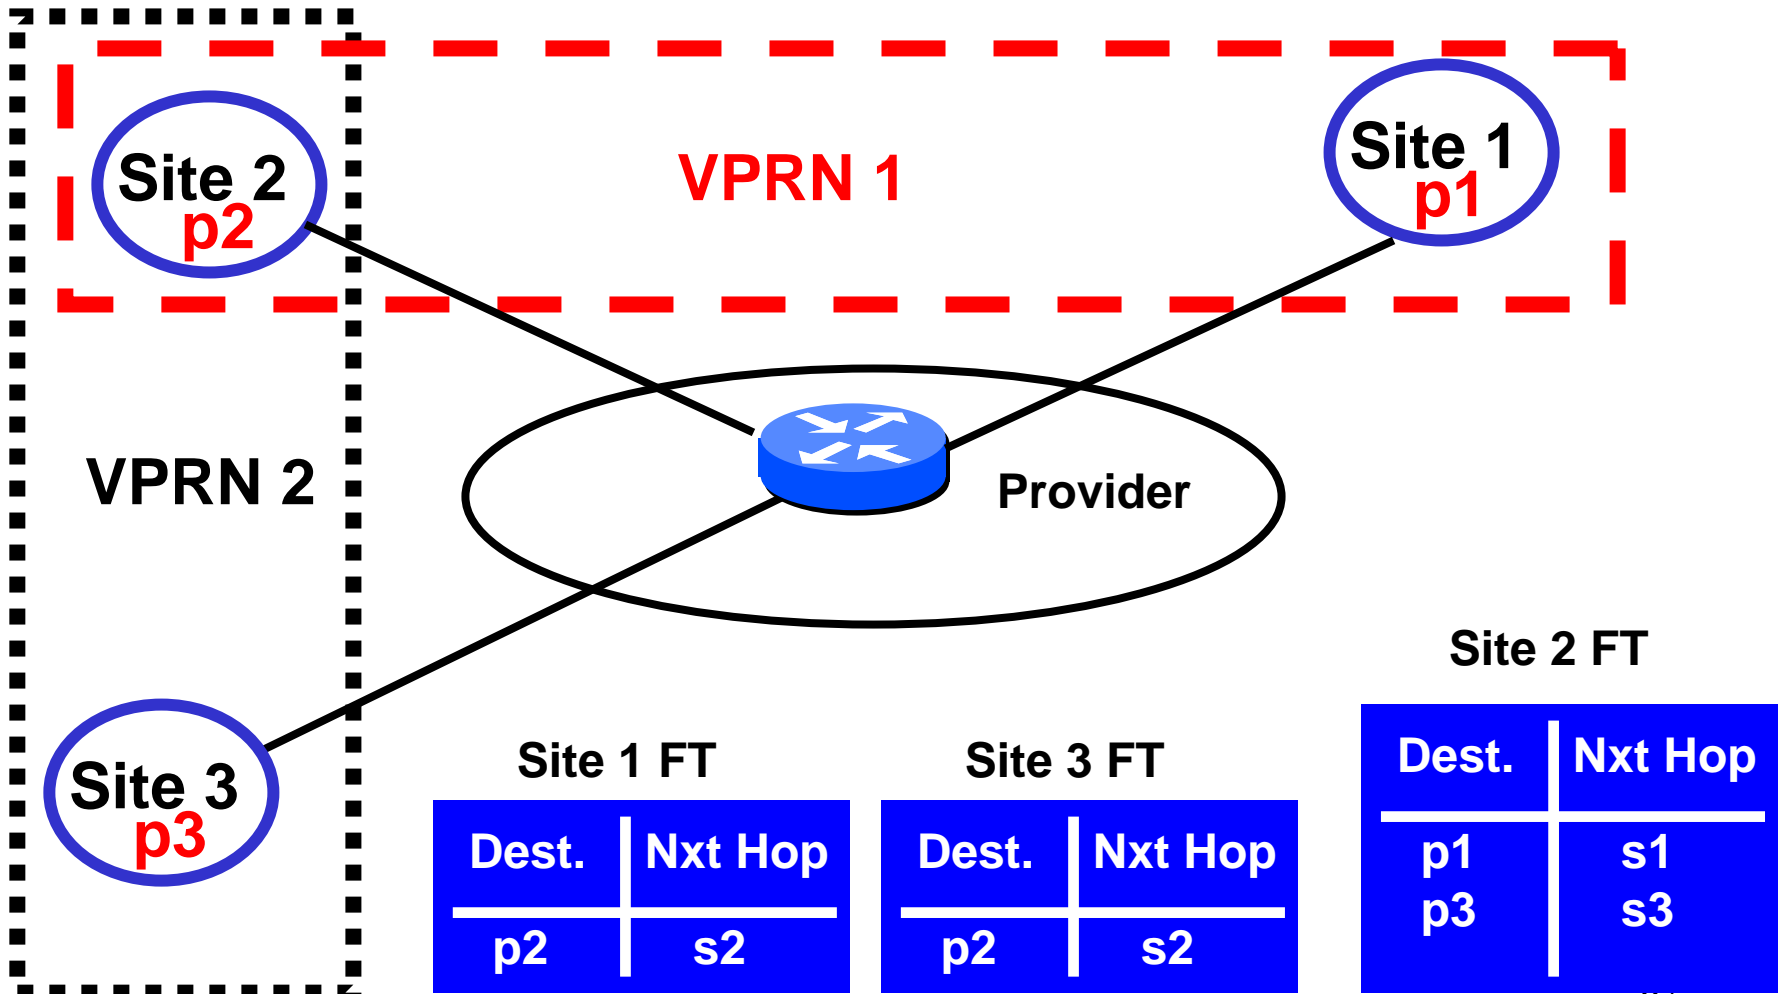 Site 2
p2
VPRN 1
Site 1
p1
VPRN 2
Provider
Site 3
p3
Site 1 FT
Dest. Nxt Hop
p2 s2
Site 3 FT
Dest. Nxt Hop
p2 s2
Site 2 FT
Dest. Nxt Hop
p1 s1
p3 s3